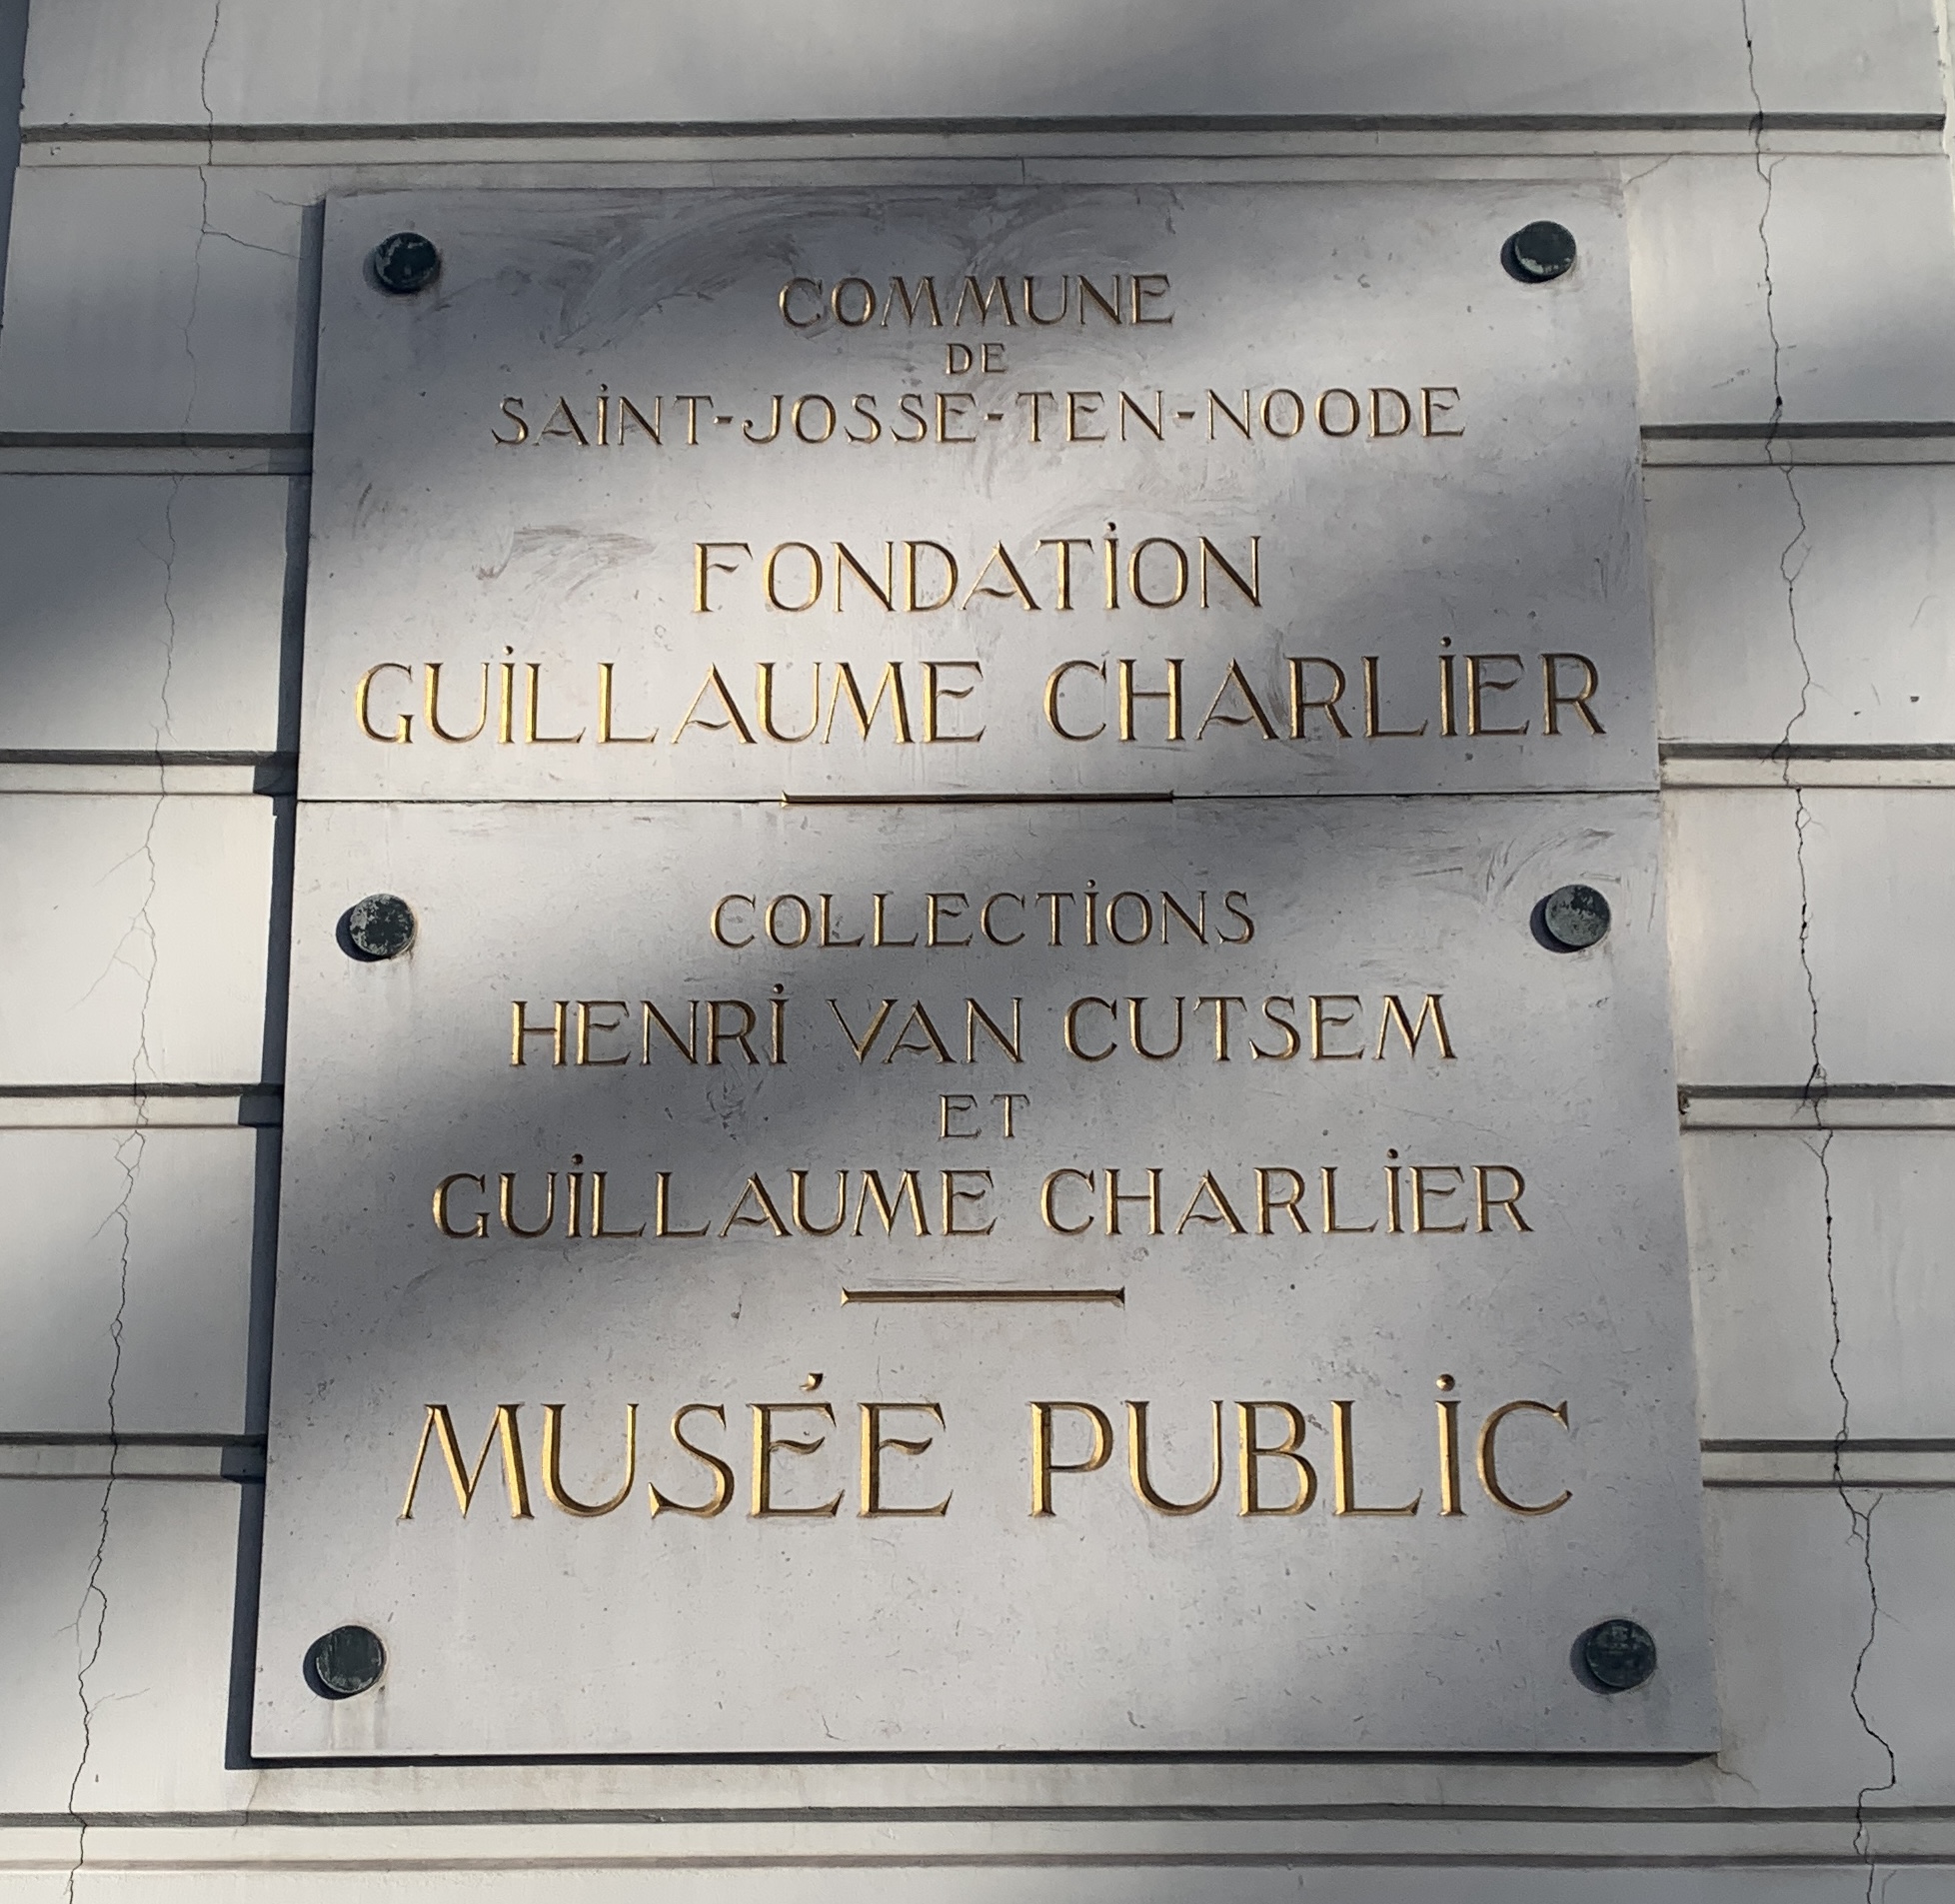 COMMUNE
DE
SAINT-JOSSE-TEN-NOODE
FONDATION
GUILLAUME CHARLIER
COLLECTIONS
HENRI VAN CUTSEM
ET
GUILLAUME CHARLIER
MUSÉE PUBLIC